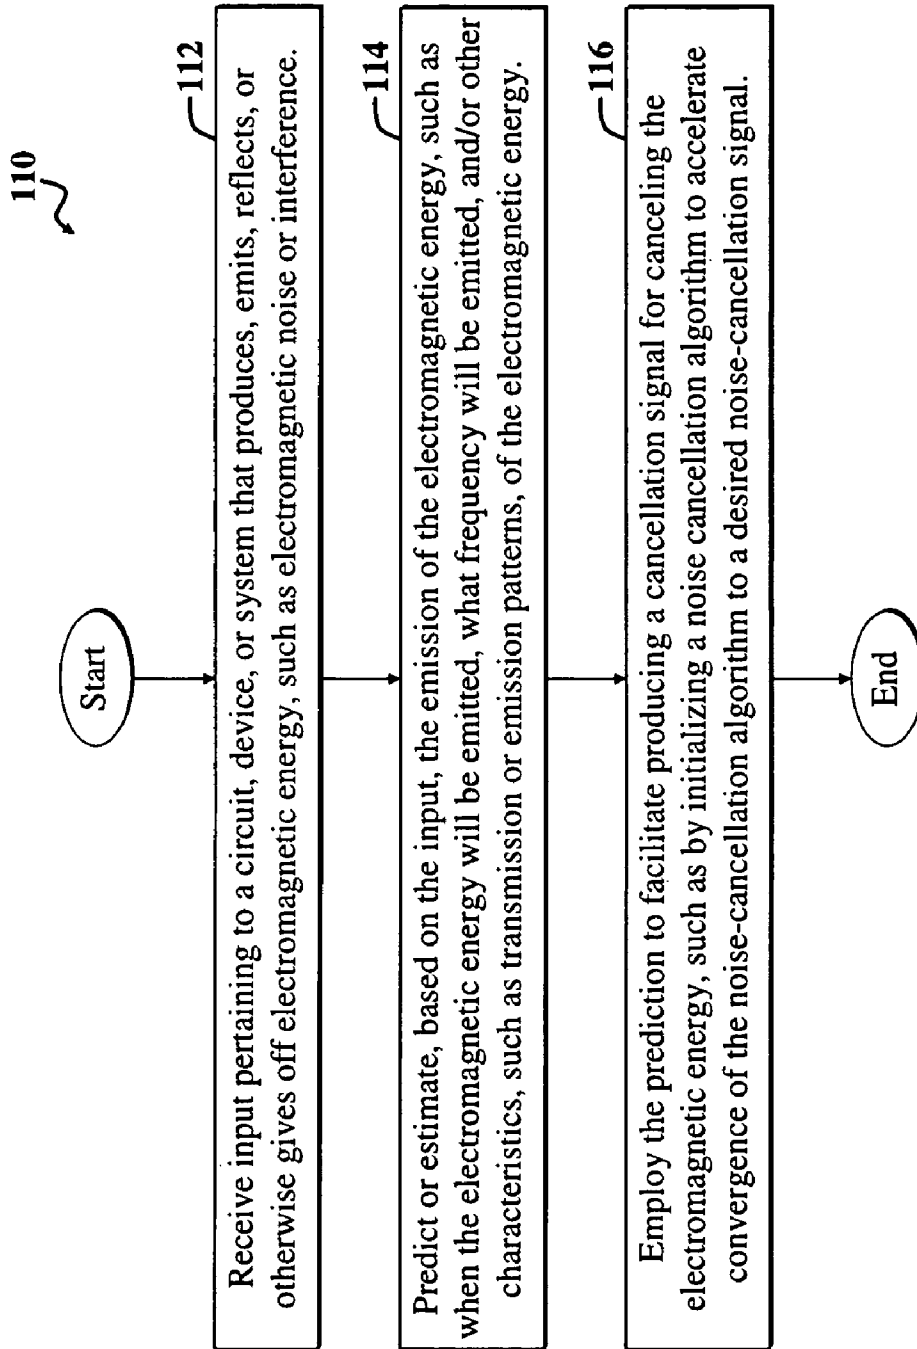 110
Start
112
Receive input pertaining to a circuit, device, or system that produces, emits, reflects, or
otherwise gives off electromagnetic energy, such as electromagnetic noise or interference.
114
Predict or estimate, based on the input, the emission of the electromagnetic energy, such as
when the electromagnetic energy will be emitted, what frequency will be emitted, and/or other
characteristics, such as transmission or emission patterns, of the electromagnetic energy.
116
Employ the prediction to facilitate producing a cancellation signal for canceling the
electromagnetic energy, such as by initializing a noise cancellation algorithm to accelerate
convergence of the noise-cancellation algorithm to a desired noise-cancellation signal.
End